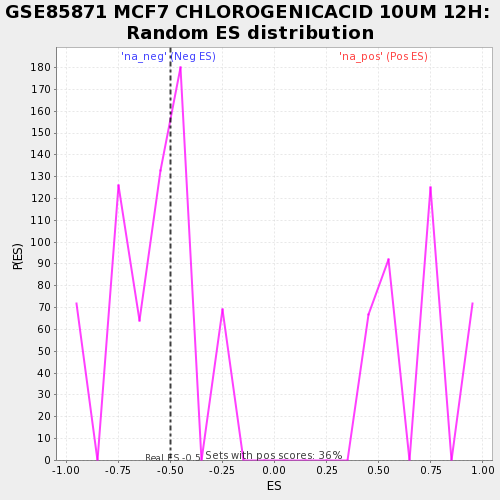 GSE85871 MCF7 CHLOROGENICACID 10UM 12H:
Random ES distribution
'na_neg' (Neg ES)
'na_pos' (Pos ES)
180
170
160
150
140
130
120
110
100
90
80
70
60
50
40
30
20
10
0
P(ES)
Real ES -0.5
Sets with pos scores: 36%
-1.00 -0.75 -0.50 -0.25 0.00 0.25 0.50 0.75 1.00
ES